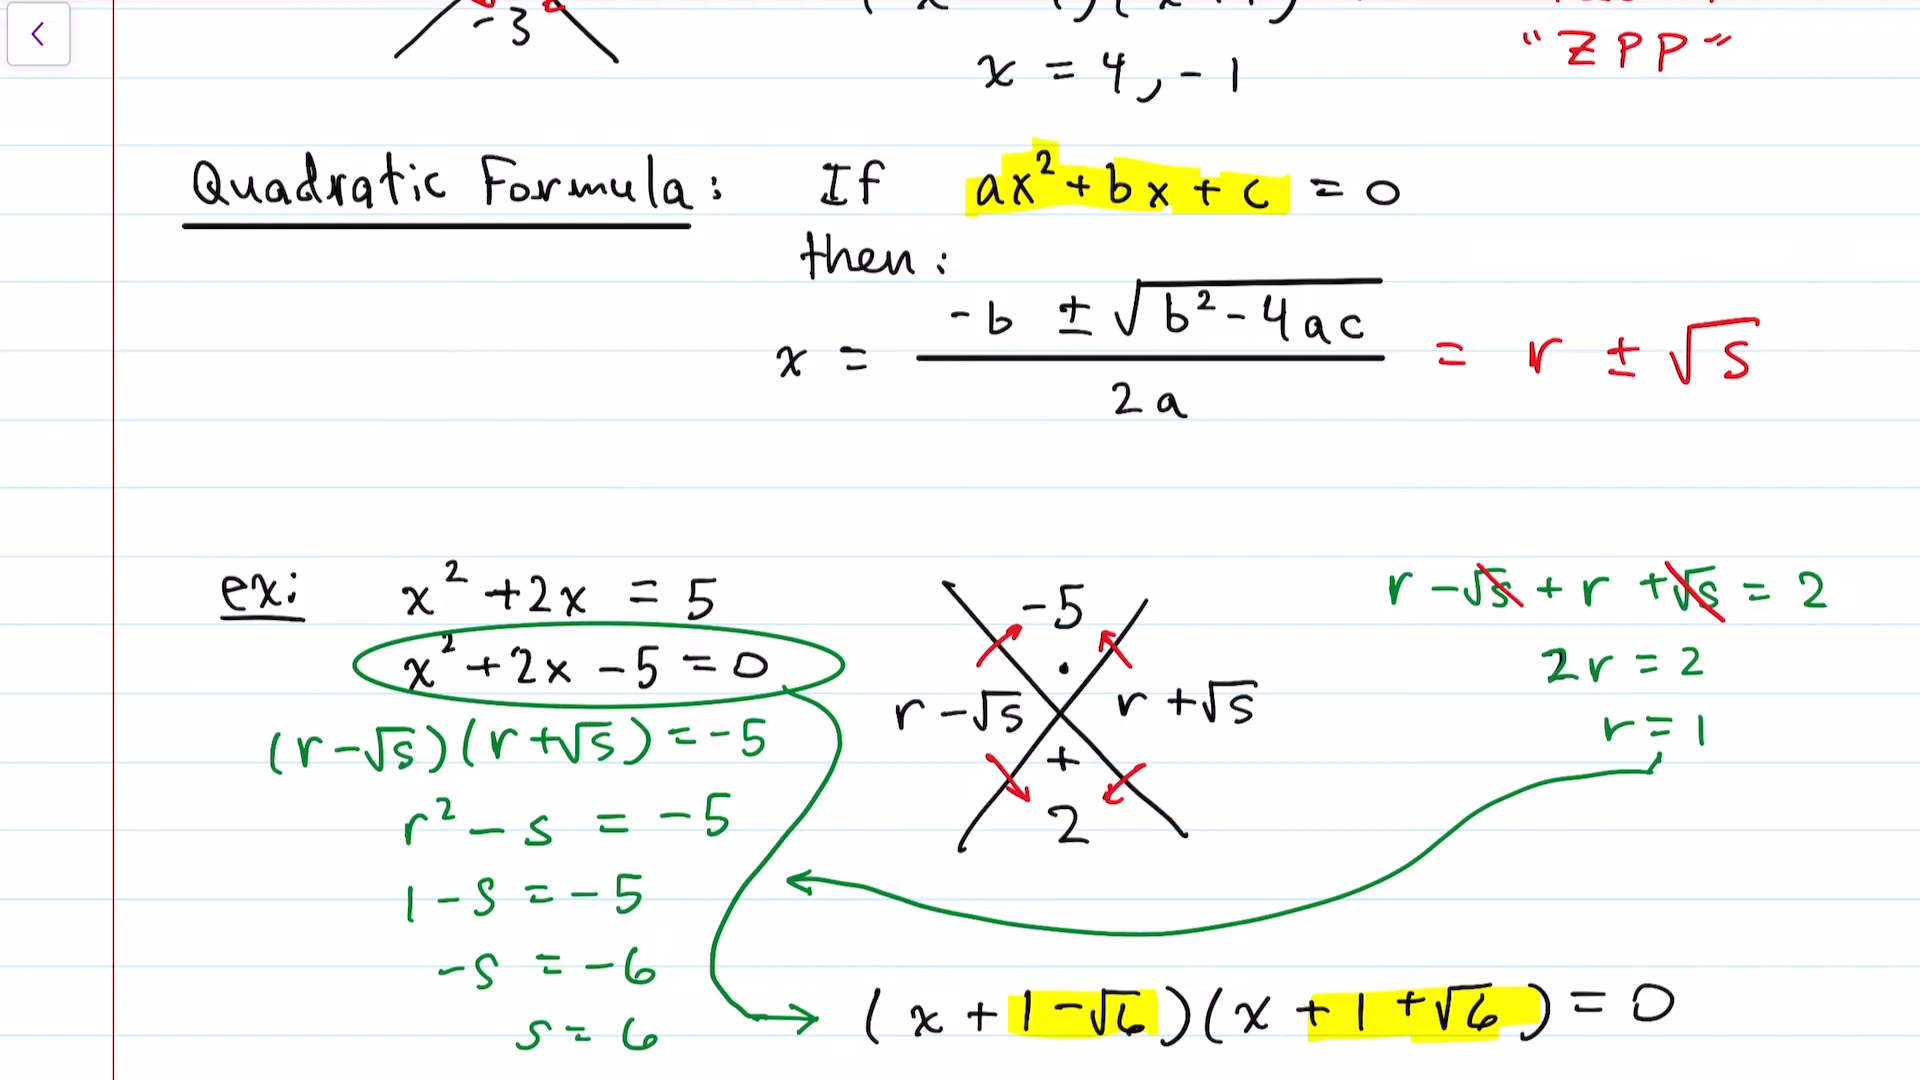 -3
"ZPP"
x = 4, -1
Quadratic Formula: If ax² + bx + c = 0
then:
x = (-b ± √(b² - 4ac)) / 2a = r ± √s
ex: x² + 2x = 5
x² + 2x - 5 = 0
(r - √s)(r + √s) = -5
r² - s = -5
1 - s = -5
-s = -6
s = 6
-5
·
r - √s r + √s
+
2
r - √s + r + √s = 2
2r = 2
r = 1
(x + 1 - √6)(x + 1 + √6) = 0